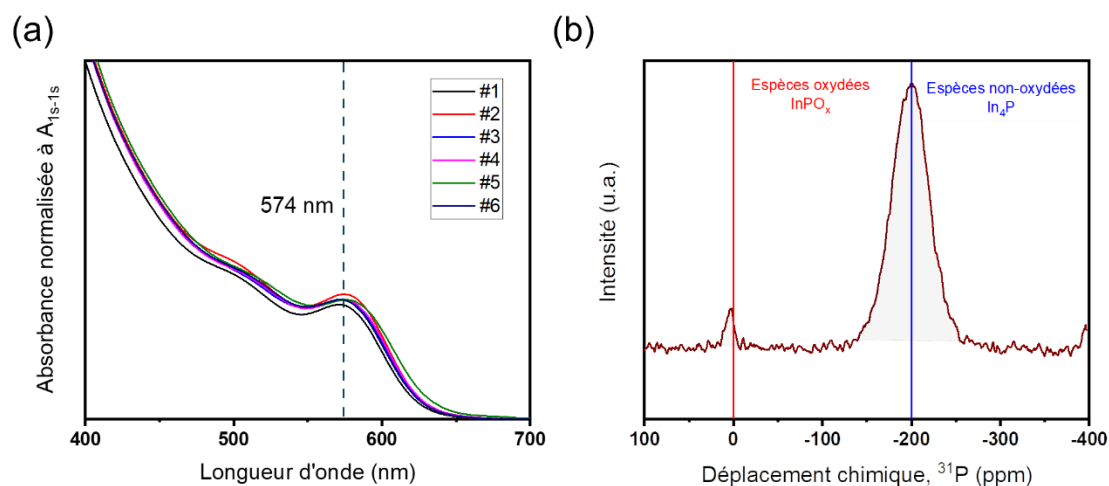 (a)
Absorbance normalisée à A1s-1s
574 nm
#1
#2
#3
#4
#5
#6
400
500
600
700
Longueur d'onde (nm)
(b)
Intensité (u.a.)
Espèces oxydées
InPOx
Espèces non-oxydées
In4P
100
0
-100
-200
-300
-400
Déplacement chimique, ³¹P (ppm)